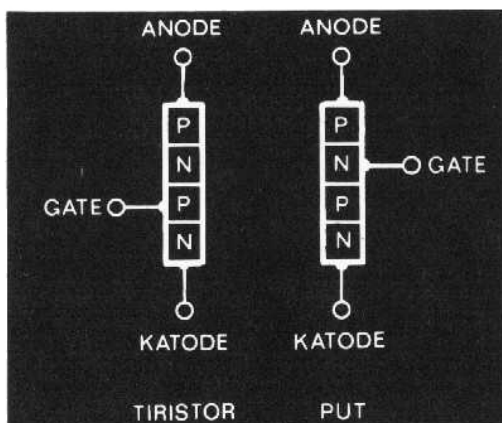 ANODE
P
N
P
N
GATE
KATODE
TIRISTOR
ANODE
P
N
P
N
GATE
KATODE
PUT